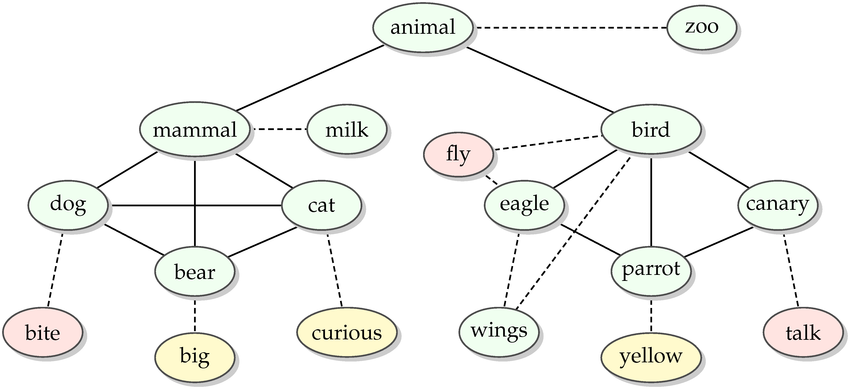 animal
zoo
mammal
milk
bird
fly
dog
cat
eagle
canary
bear
parrot
bite
big
curious
wings
yellow
talk